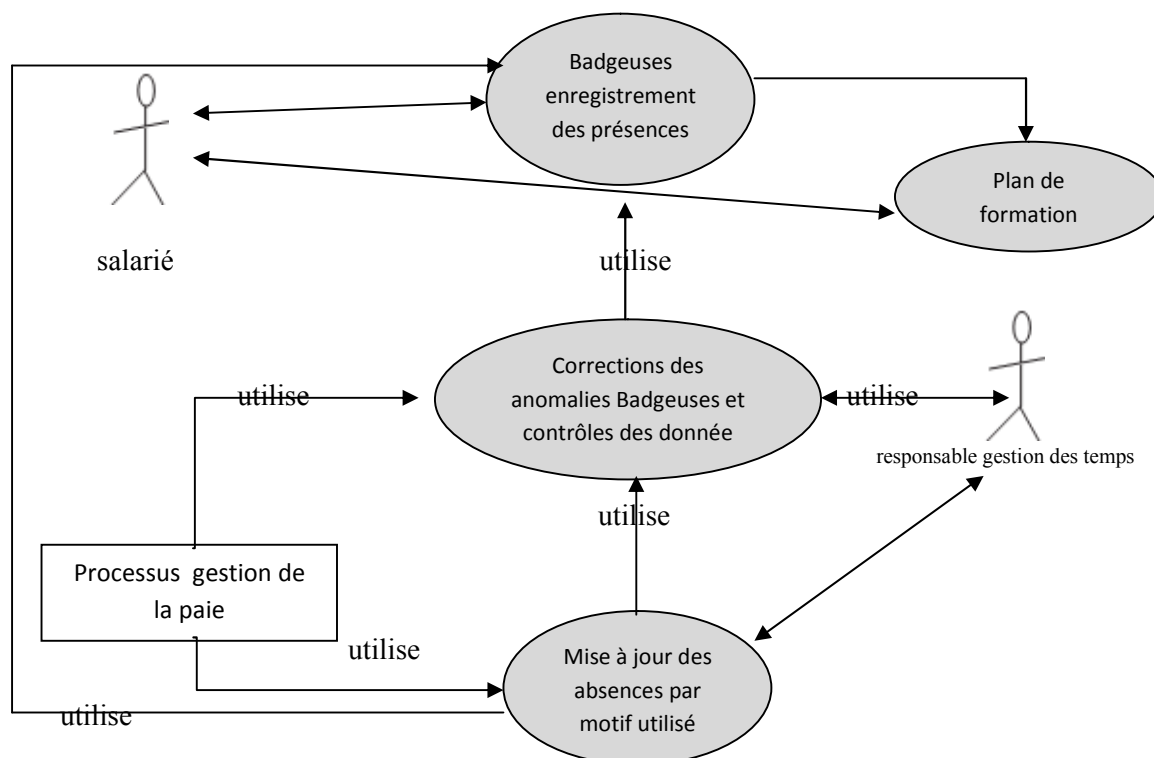 Badgeuses
enregistrement
des présences
Plan de
formation
salarié
utilise
Corrections des
anomalies Badgeuses et
contrôles des donnée
utilise
utilise
responsable gestion des temps
utilise
Processus gestion de
la paie
utilise
Mise à jour des
absences par
motif utilisé
utilise